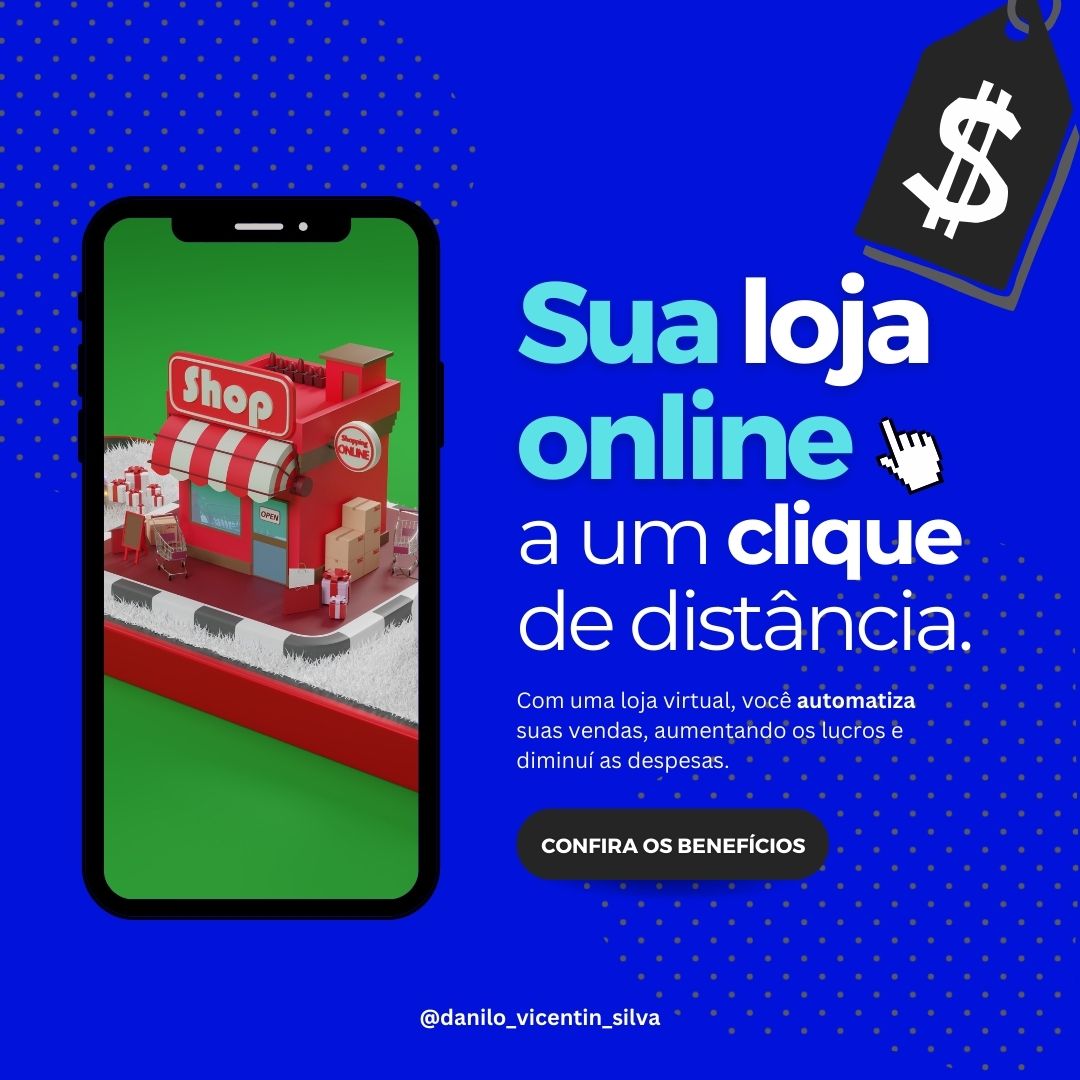 $
Shop
Shopping
ONLINE
OPEN
Sua loja
online
a um clique
de distância.
Com uma loja virtual, você automatiza
suas vendas, aumentando os lucros e
diminuí as despesas.
CONFIRA OS BENEFÍCIOS
@danilo_vicentin_silva